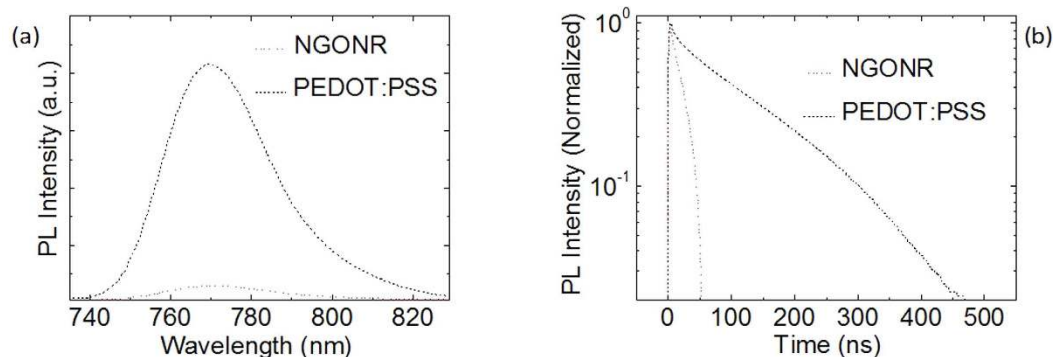 (a)
NGONR
PEDOT:PSS
PL Intensity (a.u.)
740 760 780 800 820
Wavelength (nm)
(b)
NGONR
PEDOT:PSS
PL Intensity (Normalized)
10⁰
10⁻¹
0 100 200 300 400 500
Time (ns)